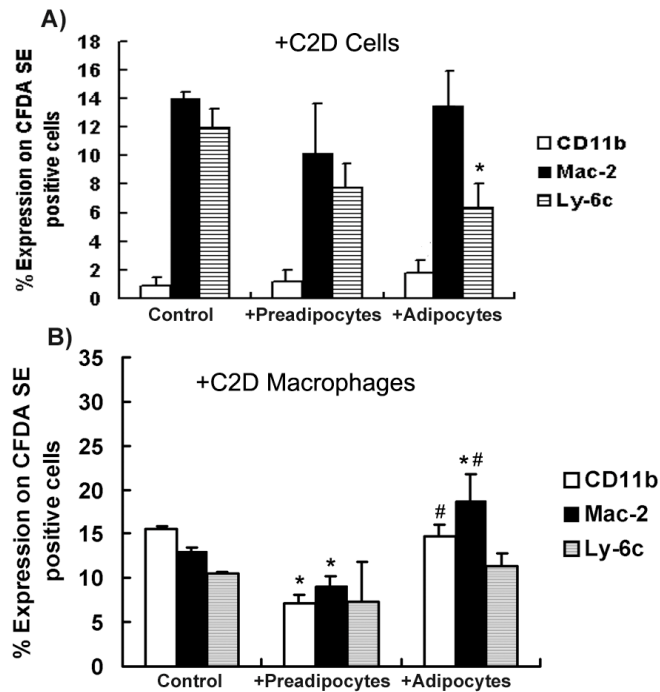 A)
+C2D Cells
% Expression on CFDA SE
positive cells
18
16
14
12
10
8
6
4
2
0
*
CD11b
Mac-2
Ly-6c
Control
+Preadipocytes
+Adipocytes
B)
+C2D Macrophages
% Expression on CFDA SE
positive cells
35
30
25
20
15
10
5
0
*
*
#
*#
CD11b
Mac-2
Ly-6c
Control
+Preadipocytes
+Adipocytes